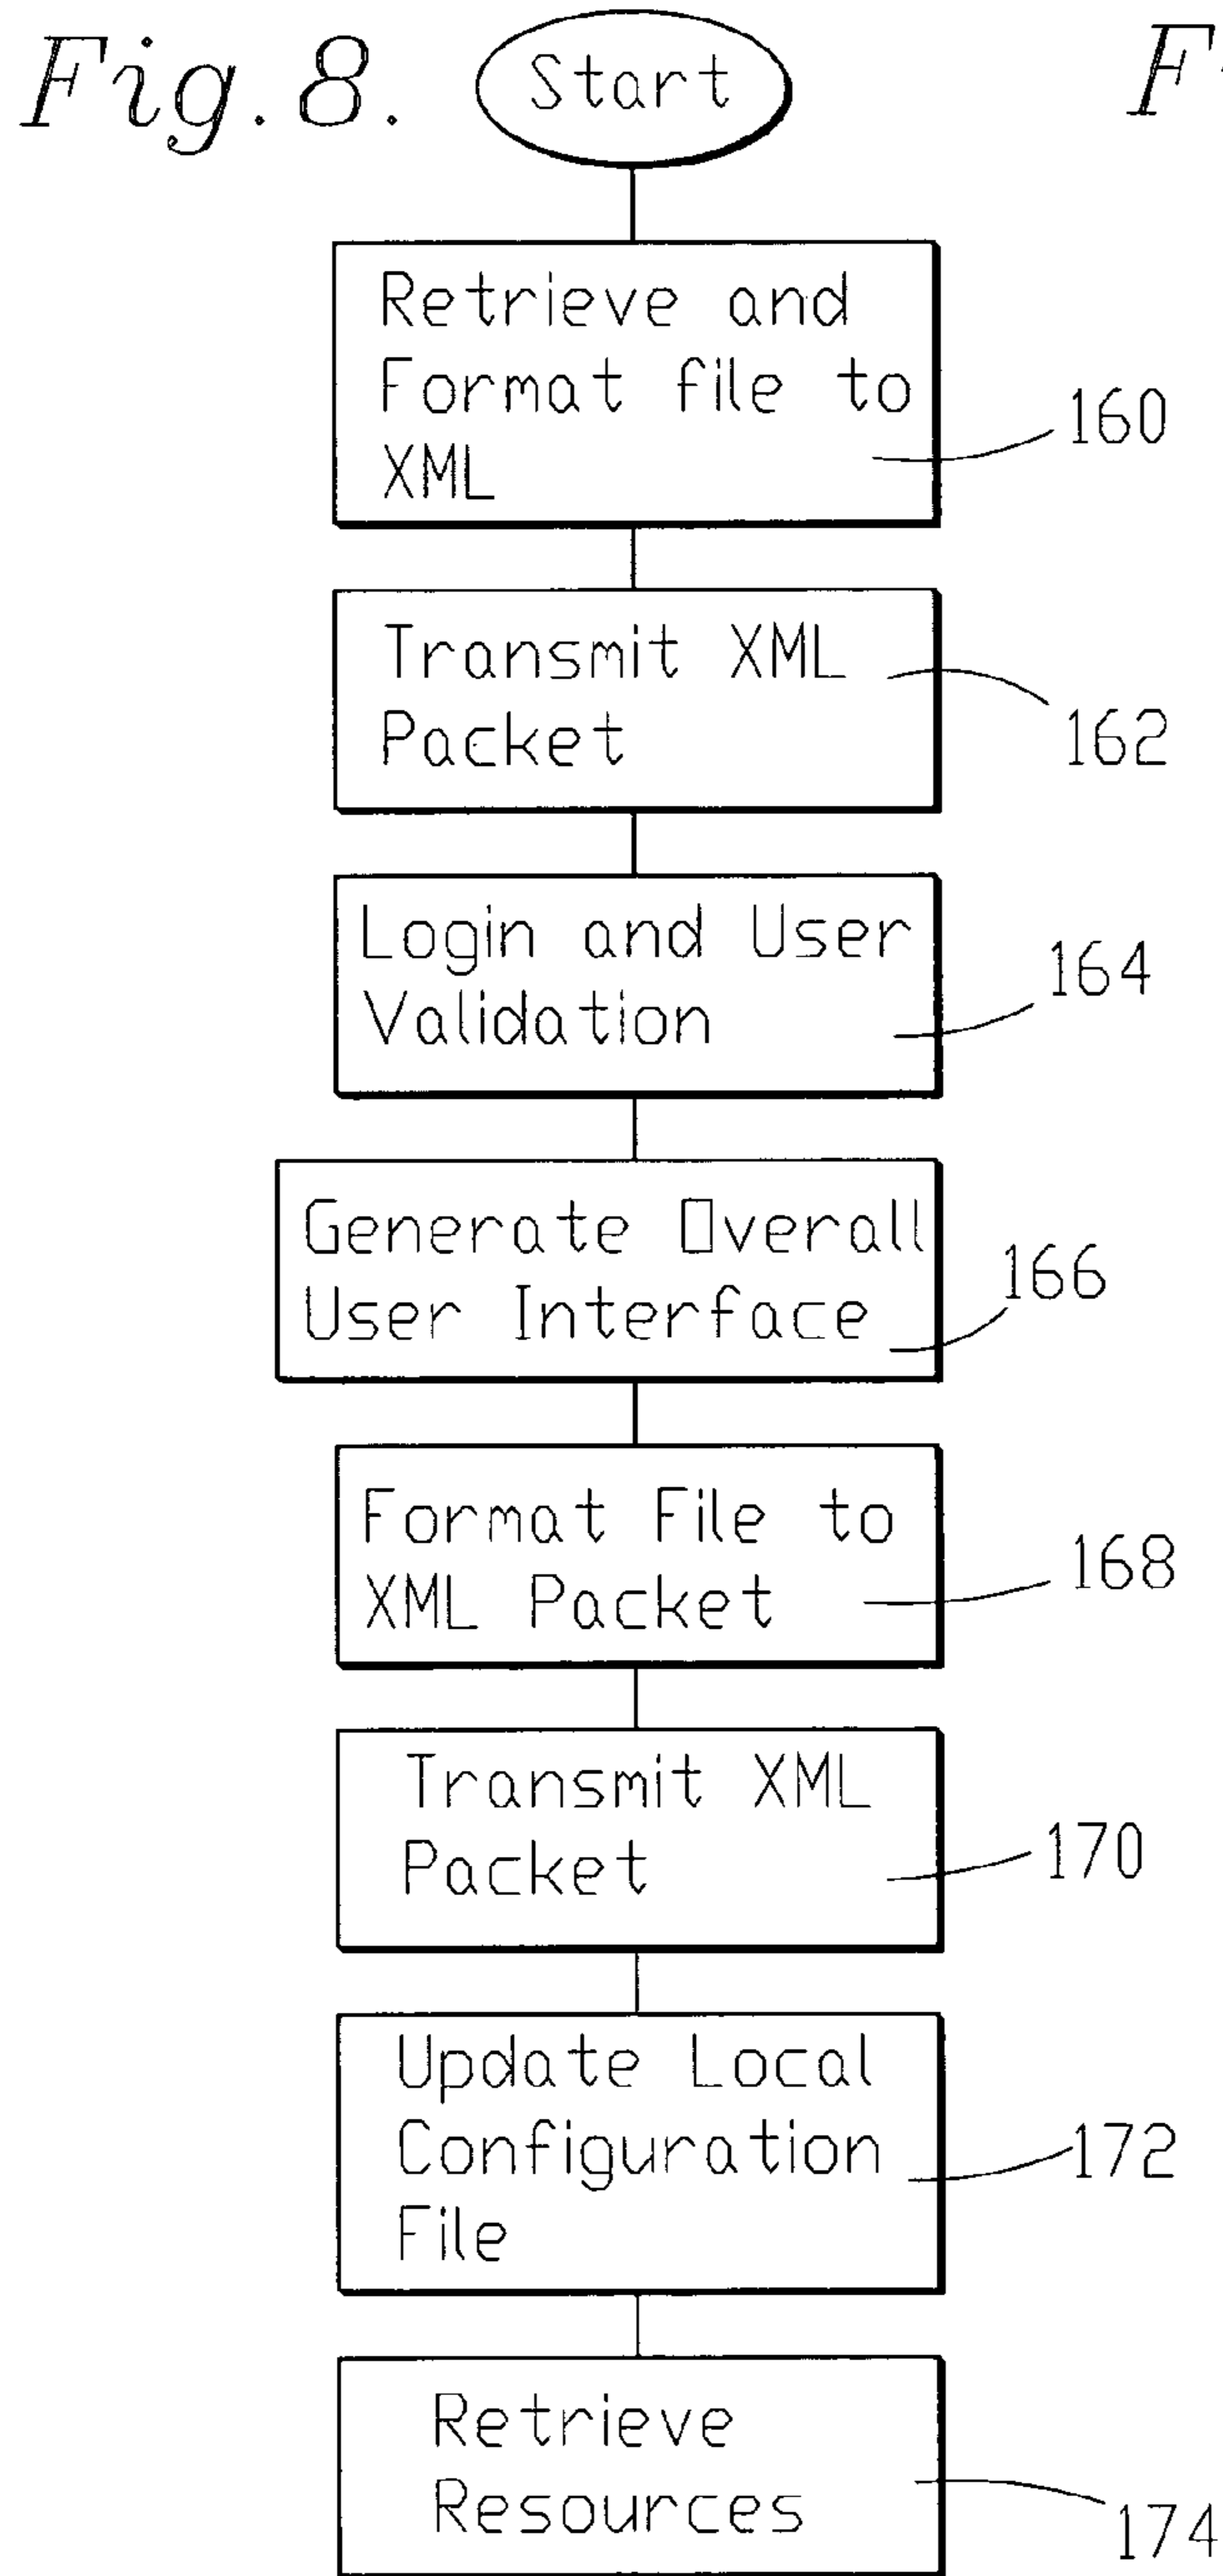 Fig. 8.
Start
F
Retrieve and
Format file to
XML
160
Transmit XML
Packet
162
Login and User
Validation
164
Generate Overall
User Interface
166
Format File to
XML Packet
168
Transmit XML
Packet
170
Update Local
Configuration
File
172
Retrieve
Resources
174